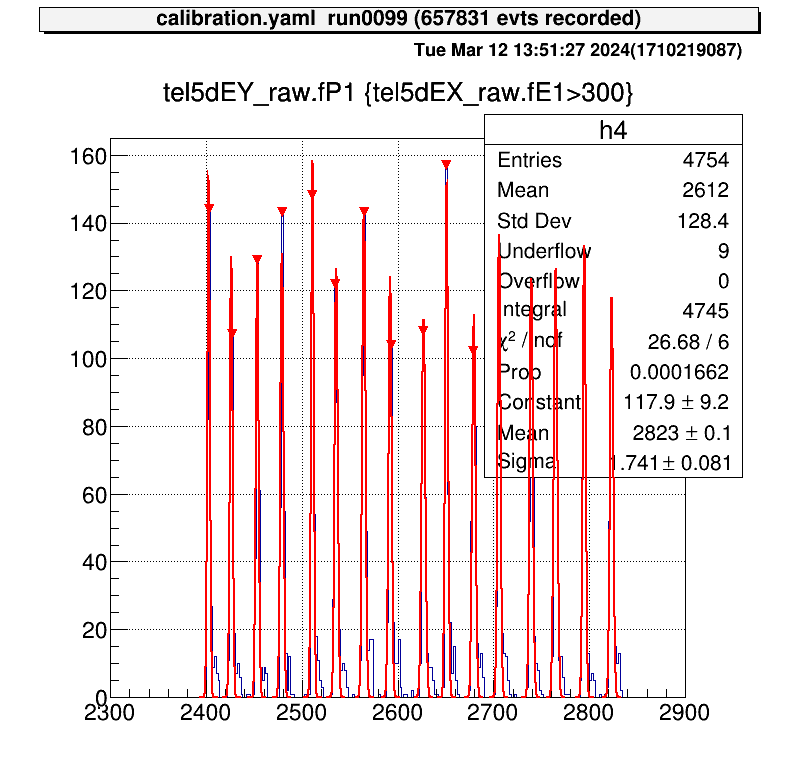 calibration.yaml run0099 (657831 evts recorded)
Tue Mar 12 13:51:27 2024(1710219087)
tel5dEY_raw.fP1 {tel5dEX_raw.fE1>300}
h4
Entries 4754
Mean 2612
Std Dev 128.4
Underflow 9
Overflow 0
Integral 4745
χ² / ndf 26.68 / 6
Prob 0.0001662
Constant 117.9 ± 9.2
Mean 2823 ± 0.1
Sigma 1.741 ± 0.081
160
140
120
100
80
60
40
20
0
2300 2400 2500 2600 2700 2800 2900